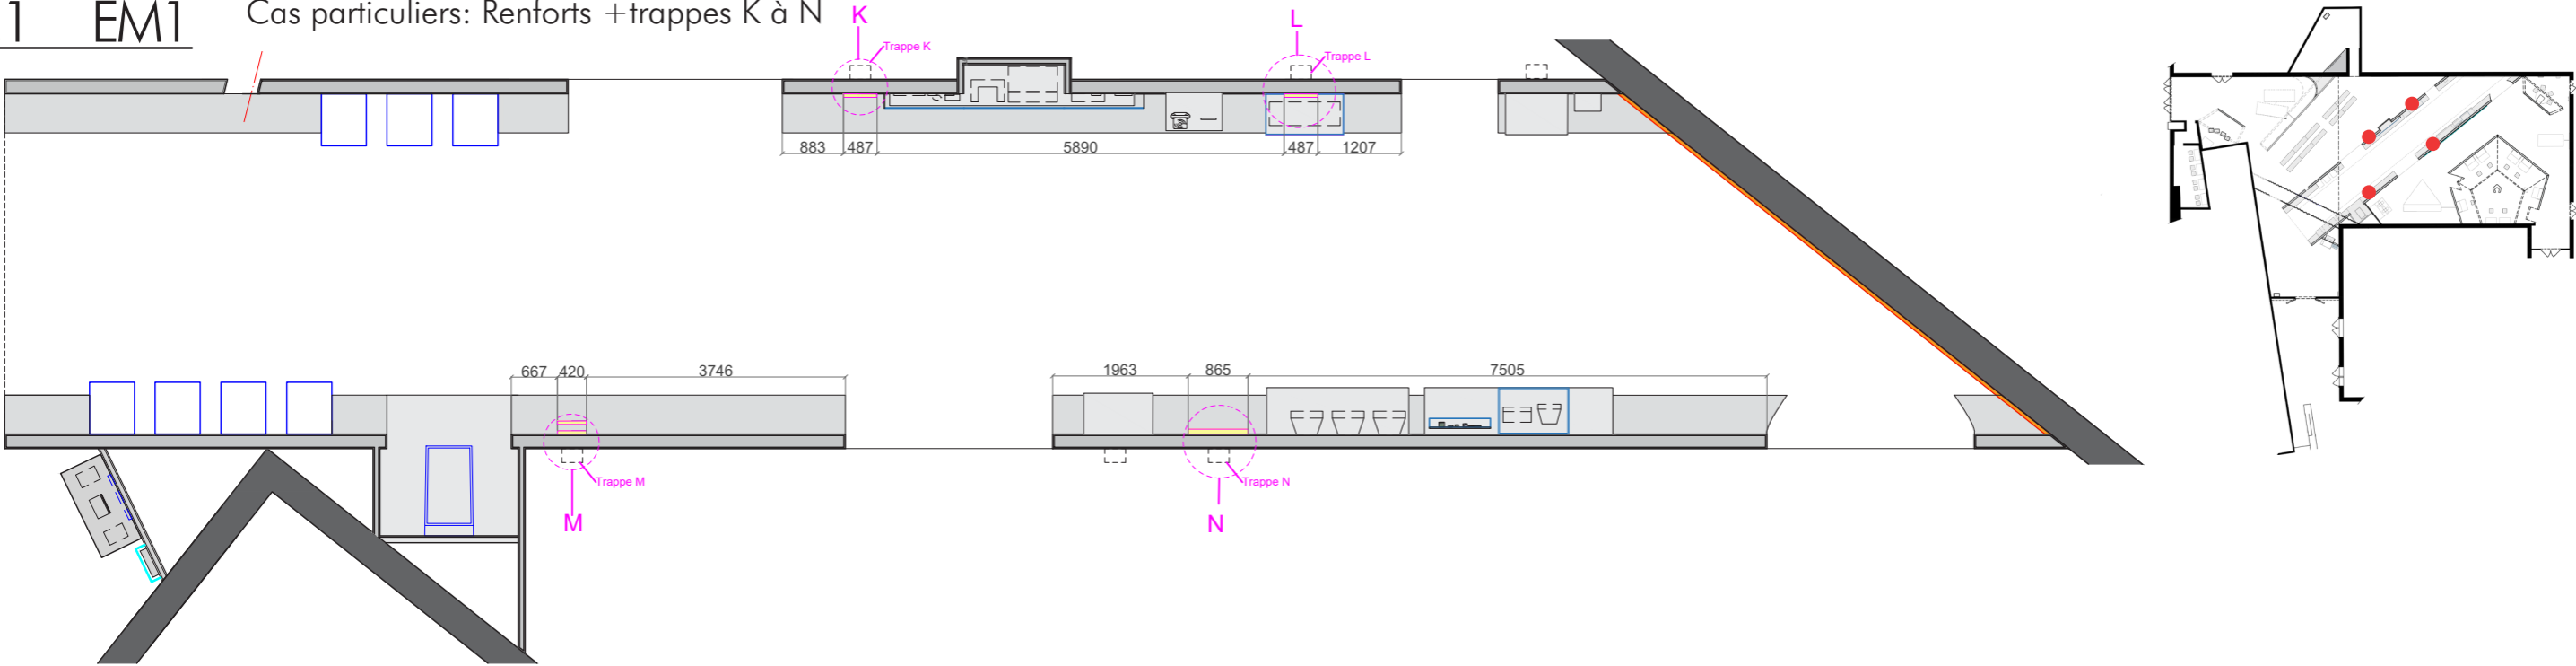 1 EM1 Cas particuliers: Renforts +trappes K à N
K
L
Trappe K
Trappe L
883 487 5890 487 1207
667 420 3746
1963 865 7505
Trappe M
Trappe N
M
N